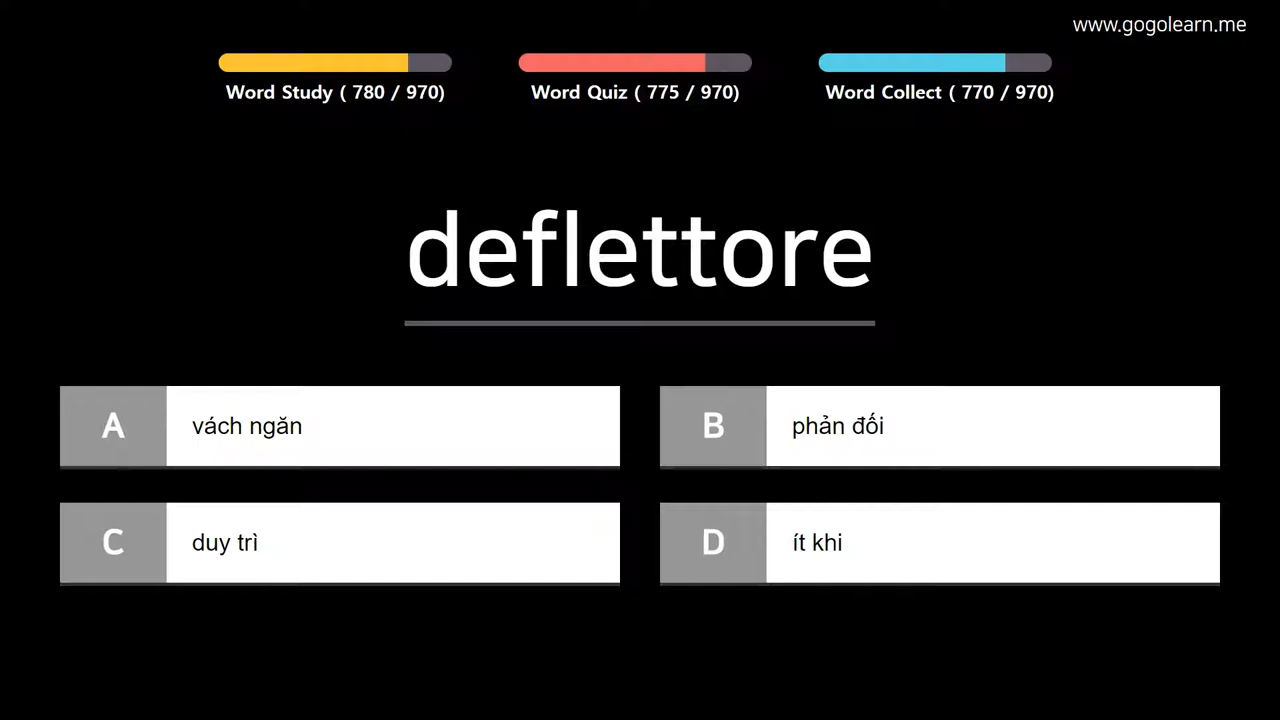 www.gogolearn.me
Word Study ( 780 / 970)
Word Quiz ( 775 / 970)
Word Collect ( 770 / 970)
deflettore
A vách ngăn
B phản đối
C duy trì
D ít khi